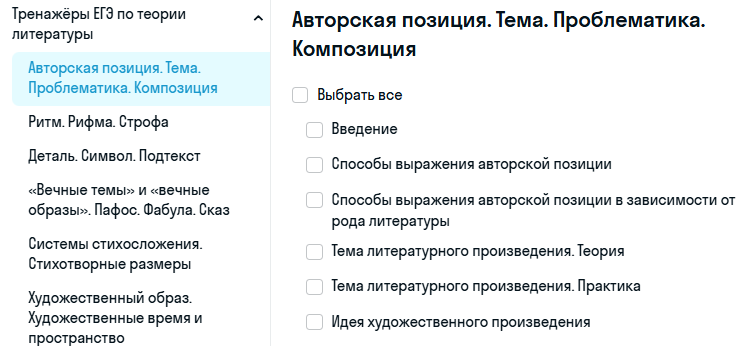 Тренажёры ЕГЭ по теории
литературы
Авторская позиция. Тема.
Проблематика. Композиция
Ритм. Рифма. Строфа
Деталь. Символ. Подтекст
«Вечные темы» и «вечные
образы». Пафос. Фабула. Сказ
Системы стихосложения.
Стихотворные размеры
Художественный образ.
Художественные время и
пространство
Авторская позиция. Тема. Проблематика.
Композиция
Выбрать все
Введение
Способы выражения авторской позиции
Способы выражения авторской позиции в зависимости от
рода литературы
Тема литературного произведения. Теория
Тема литературного произведения. Практика
Идея художественного произведения